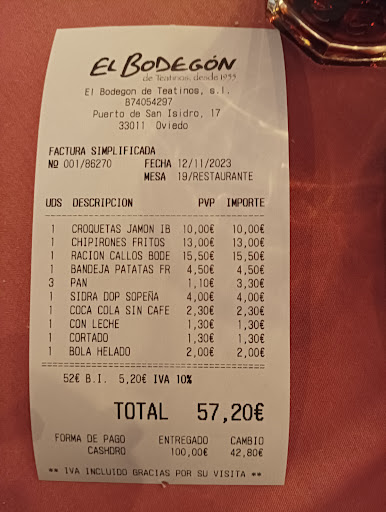 EL BODEGÓN
de Teatinos, desde 1955
El Bodegon de Teatinos, s.l.
B74054297
Puerto de San Isidro, 17
33011 Oviedo
FACTURA SIMPLIFICADA
Nº 001/86270 FECHA 12/11/2023
MESA 19/RESTAURANTE
UDS DESCRIPCION PVP IMPORTE
1 CROQUETAS JAMON IB 10,00€ 10,00€
1 CHIPIRONES FRITOS 13,00€ 13,00€
1 RACION CALLOS BODE 15,50€ 15,50€
1 BANDEJA PATATAS FR 4,50€ 4,50€
3 PAN 1,10€ 3,30€
1 SIDRA DOP SOPEÑA 4,00€ 4,00€
1 COCA COLA SIN CAFE 2,30€ 2,30€
1 CON LECHE 1,30€ 1,30€
1 CORTADO 1,30€ 1,30€
1 BOLA HELADO 2,00€ 2,00€
52€ B.I. 5,20€ IVA 10%
TOTAL 57,20€
FORMA DE PAGO ENTREGADO CAMBIO
CASHDRO 100,00€ 42,80€
** IVA INCLUIDO GRACIAS POR SU VISITA **